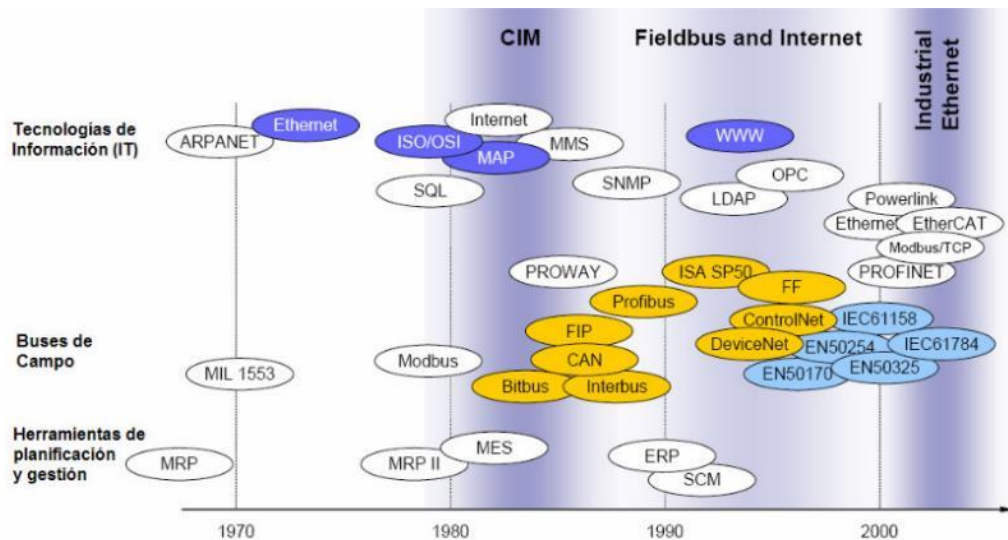 CIM
Fieldbus and Internet
Industrial
Ethernet
Tecnologías de
Información (IT)
ARPANET
Ethernet
ISO/OSI
Internet
MAP
MMS
WWW
SQL
SNMP
LDAP
OPC
Powerlink
Ethernet
EtherCAT
Modbus/TCP
PROFINET
PROWAY
ISA SP50
FF
Profibus
ControlNet
IEC61158
Buses de
Campo
FIP
DeviceNet
EN50254
IEC61784
MIL 1553
Modbus
CAN
EN50170
EN50325
Bitbus
Interbus
Herramientas de
planificación
y gestión
MRP
MRP II
MES
ERP
SCM
1970
1980
1990
2000